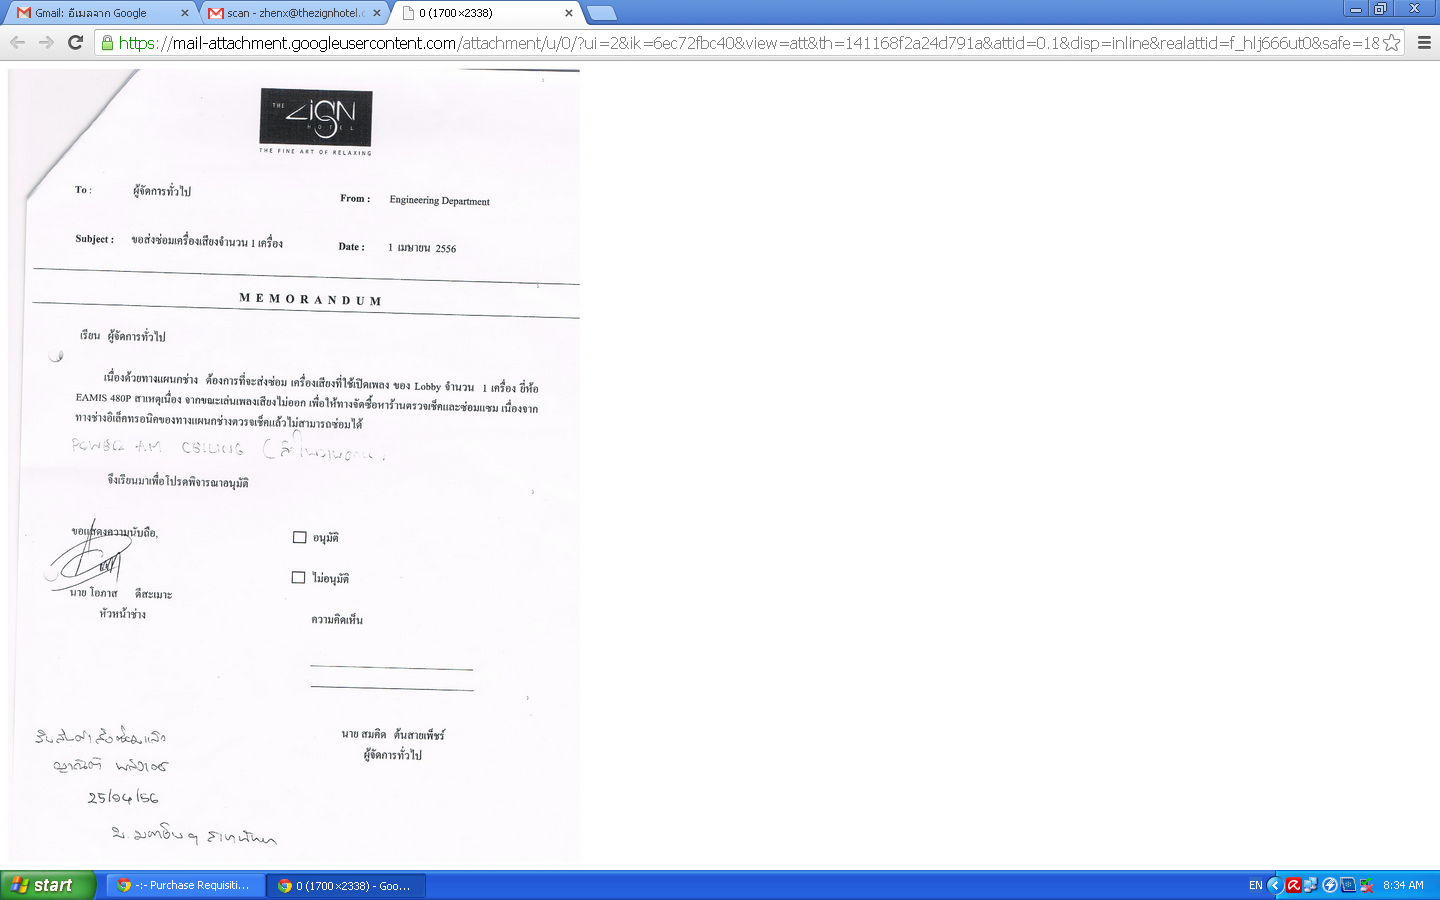 Gmail: อีเมลจาก Google
scan - zhenx@thezignhotel.c
0 (1700×2338)
https://mail-attachment.googleusercontent.com/attachment/u/0/?ui=2&ik=6ec72fbc40&view=att&th=141168f2a24d791a&attid=0.1&disp=inline&realattid=f_hlj666ut0&safe=1&
THE ZIGN HOTEL
THE FINE ART OF RELAXING
To : ผู้จัดการทั่วไป From : Engineering Department
Subject : ขอส่งซ่อมเครื่องเสียงจำนวน 1 เครื่อง Date : 1 เมษายน 2556
MEMORANDUM
เรียน ผู้จัดการทั่วไป
เนื่องด้วยทางแผนกช่าง ต้องการที่จะส่งซ่อม เครื่องเสียงที่ใช้เปิดเพลง ของ Lobby จำนวน 1 เครื่อง ยี่ห้อ
EAMIS 480P สาเหตุเนื่อง จากขณะเล่นเพลงเสียงไม่ออก เพื่อให้ทางจัดซื้อหาร้านตรวจเช็คและซ่อมแซม เนื่องจาก
ทางช่างอิเล็คทรอนิคของทางแผนกช่างตวรจเช็คแล้วไม่สามารถซ่อมได้
POWER AM CEILING
จึงเรียนมาเพื่อโปรดพิจารณาอนุมัติ
ขอแสดงความนับถือ,
อนุมัติ
ไม่อนุมัติ
นาย โอภาส ดีสะเมาะ
หัวหน้าช่าง
ความคิดเห็น
นาย สมคิด ต้นสายเพ็ชร์
ผู้จัดการทั่วไป
25/04/56
start
-:- Purchase Requisiti...
0 (1700×2338) - Goo...
EN
8:34 AM